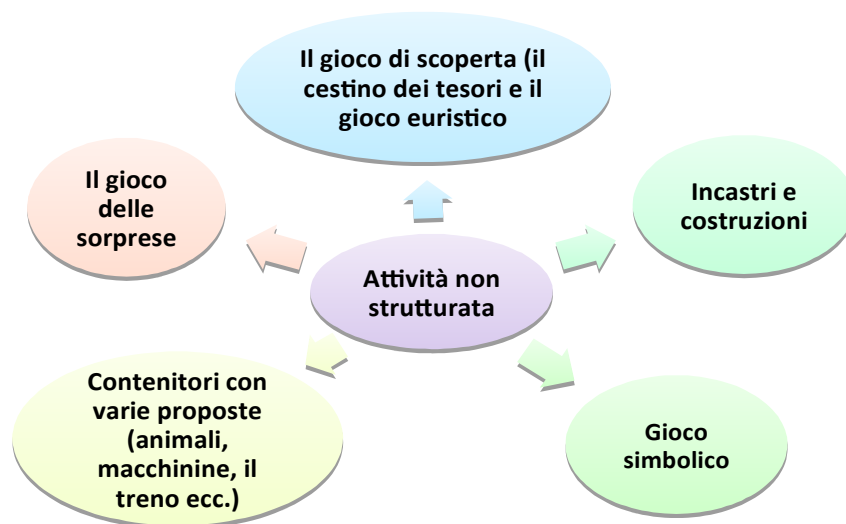 Il gioco di scoperta (il
cestino dei tesori e il
gioco euristico
Il gioco
delle
sorprese
Incastri e
costruzioni
Attività non
strutturata
Contenitori con
varie proposte
(animali,
macchinine, il
treno ecc.)
Gioco
simbolico